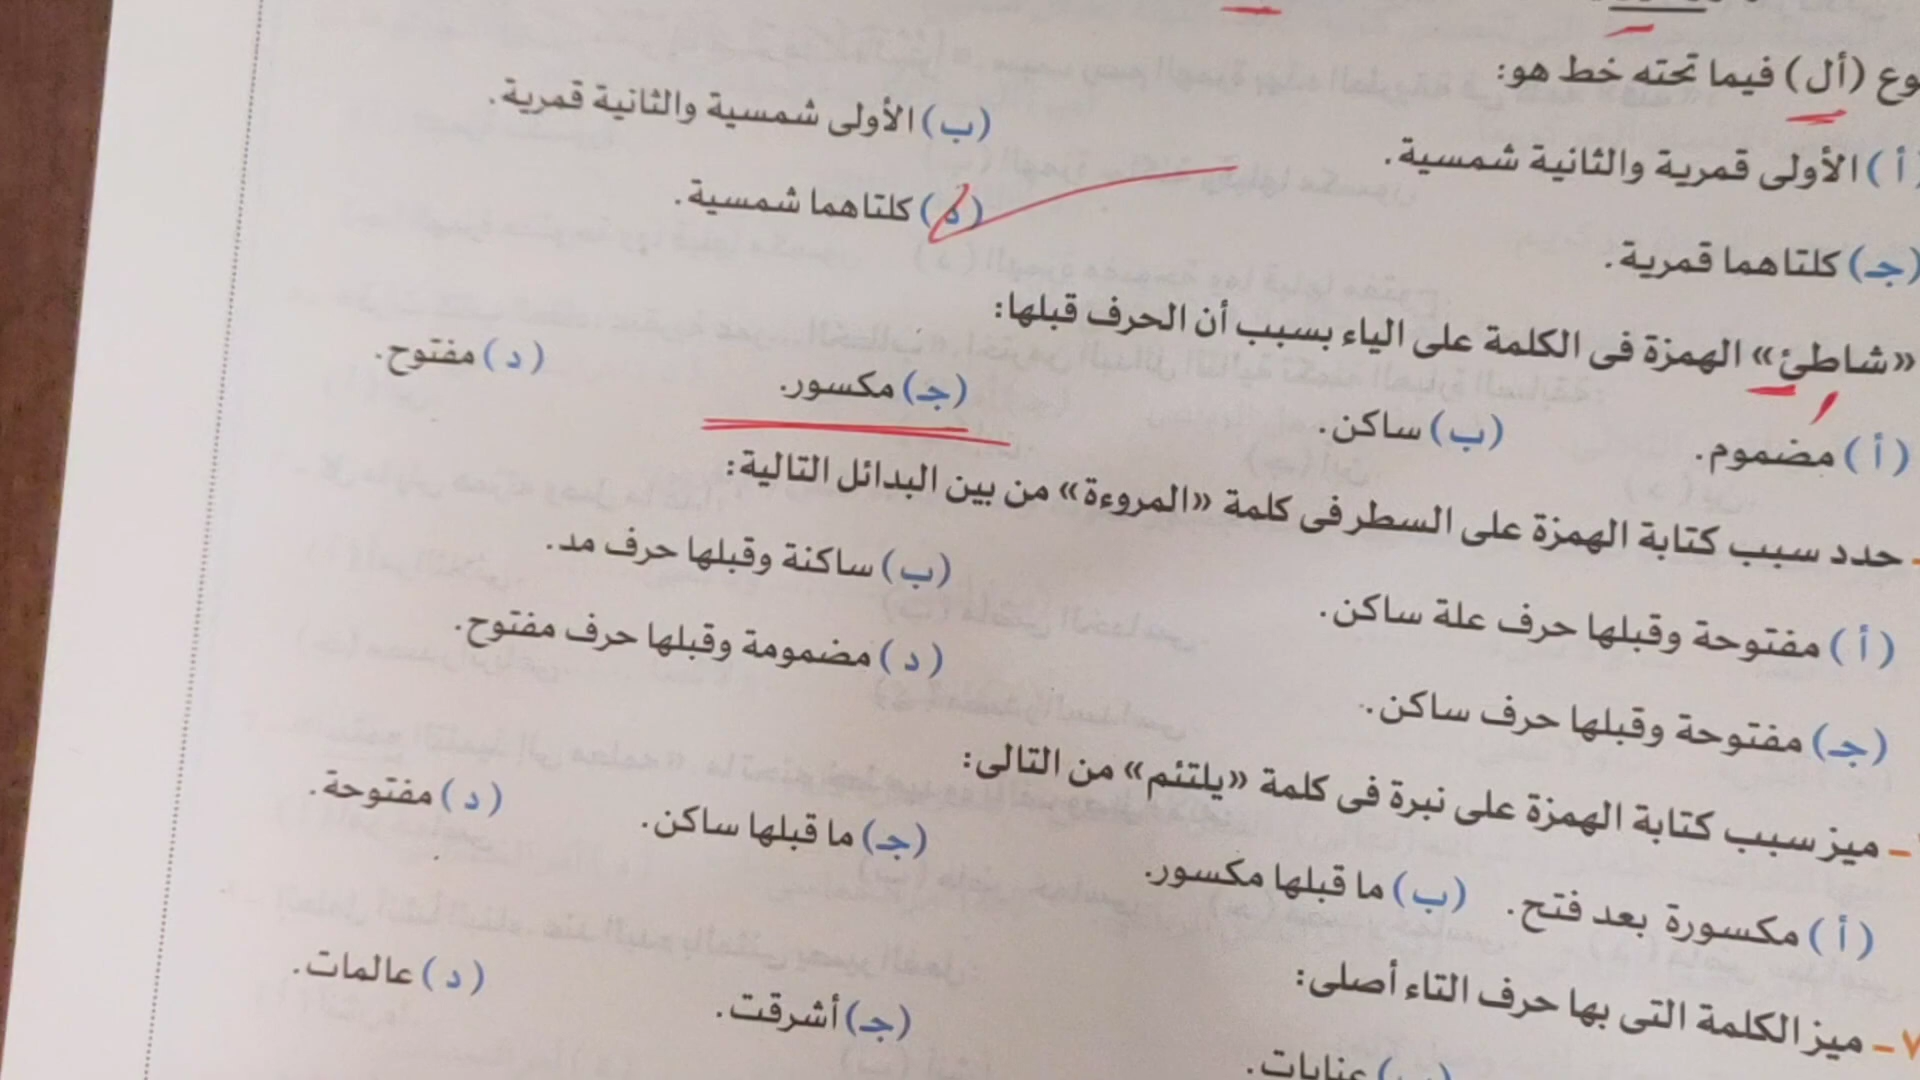 (أل) فيما تحته خط هو:
(أ) الأولى قمرية والثانية شمسية. (ب) الأولى شمسية والثانية قمرية.
(جـ) كلتاهما قمرية. (د) كلتاهما شمسية.
«شاطئ» الهمزة فى الكلمة على الياء بسبب أن الحرف قبلها:
(أ) مضموم. (ب) ساكن. (جـ) مكسور. (د) مفتوح.
- حدد سبب كتابة الهمزة على السطر فى كلمة «المروءة» من بين البدائل التالية:
(أ) مفتوحة وقبلها حرف علة ساكن. (ب) ساكنة وقبلها حرف مد.
(جـ) مفتوحة وقبلها حرف ساكن. (د) مضمومة وقبلها حرف مفتوح.
- ميز سبب كتابة الهمزة على نبرة فى كلمة «يلتئم» من التالى:
(أ) مكسورة بعد فتح. (ب) ما قبلها مكسور. (جـ) ما قبلها ساكن. (د) مفتوحة.
٧- ميز الكلمة التى بها حرف التاء أصلى:
(جـ) أشرقت. (د) عالمات.